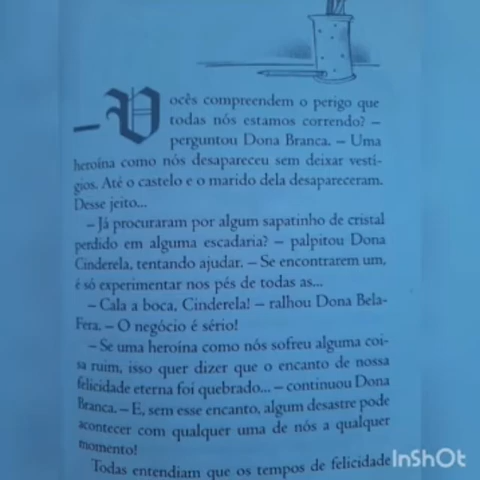 – Vocês compreendem o perigo que
todas nós estamos correndo? –
perguntou Dona Branca. – Uma
heroína como nós desapareceu sem deixar vestí-
gios. Até o castelo e o marido dela desapareceram.
Desse jeito...
– Já procuraram por algum sapatinho de cristal
perdido em alguma escadaria? – palpitou Dona
Cinderela, tentando ajudar. – Se encontrarem um,
é só experimentar nos pés de todas as...
– Cala a boca, Cinderela! – ralhou Dona Bela-
Fera. – O negócio é sério!
– Se uma heroína como nós sofreu alguma coi-
sa ruim, isso quer dizer que o encanto de nossa
felicidade eterna foi quebrado... – continuou Dona
Branca. – E, sem esse encanto, algum desastre pode
acontecer com qualquer uma de nós a qualquer
momento!
Todas entendiam que os tempos de felicidade
InShOt